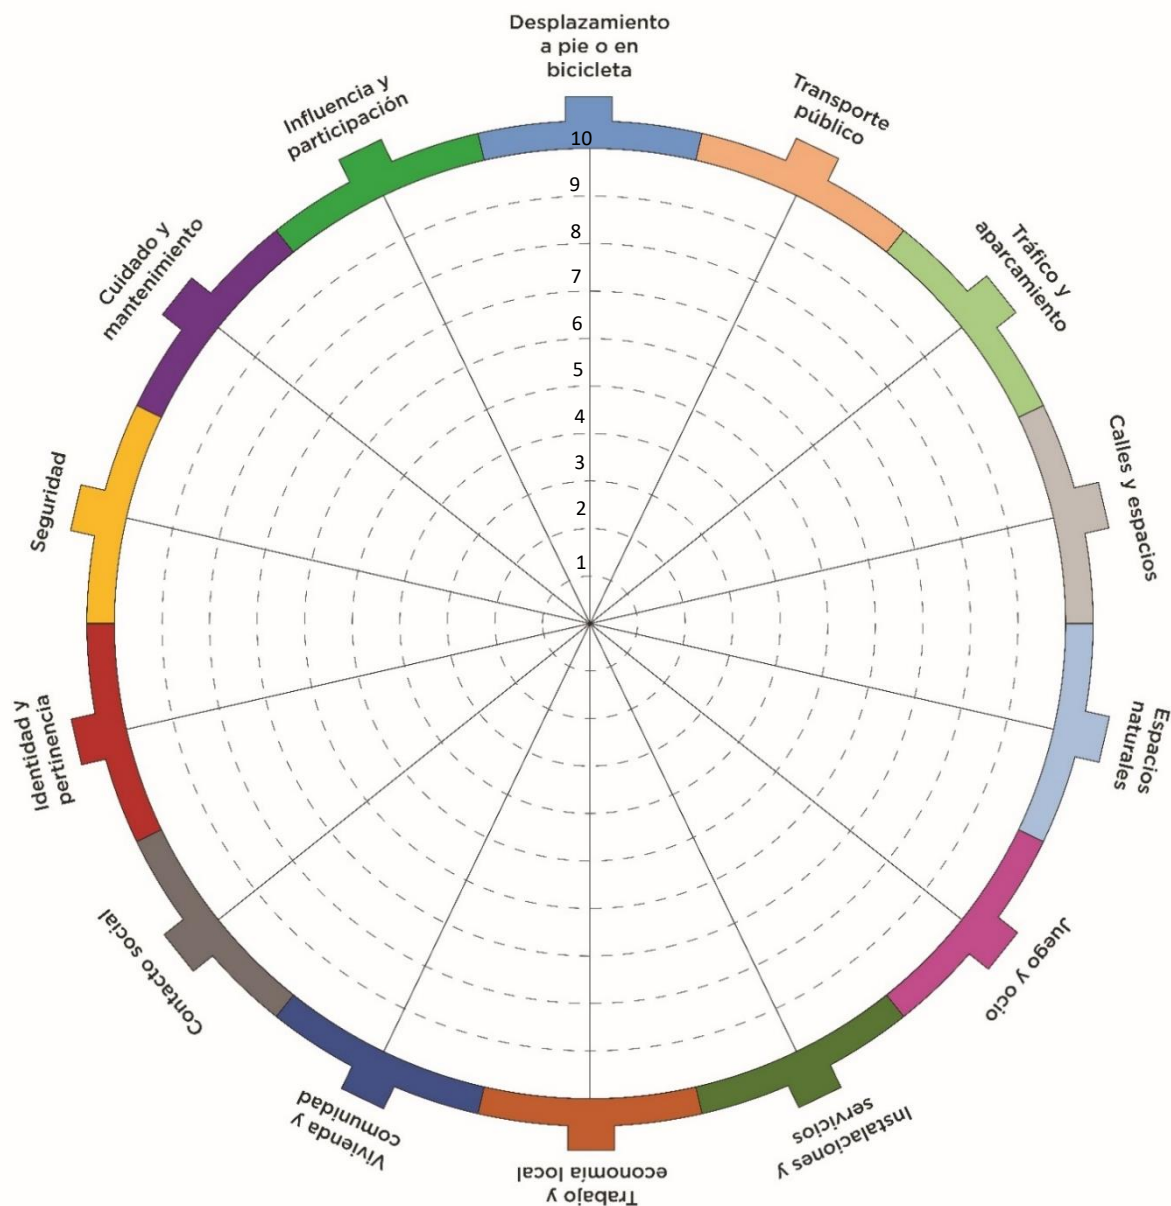 Desplazamiento
a pie o en
bicicleta
Transporte
público
Tráfico y
aparcamiento
Calles y espacios
Espacios
naturales
Juego y ocio
Instalaciones y
servicios
Trabajo y
economía local
Vivienda y
comunidad
Contacto social
Identidad y
pertinencia
Seguridad
Cuidado y
mantenimiento
Influencia y
participación
10
9
8
7
6
5
4
3
2
1